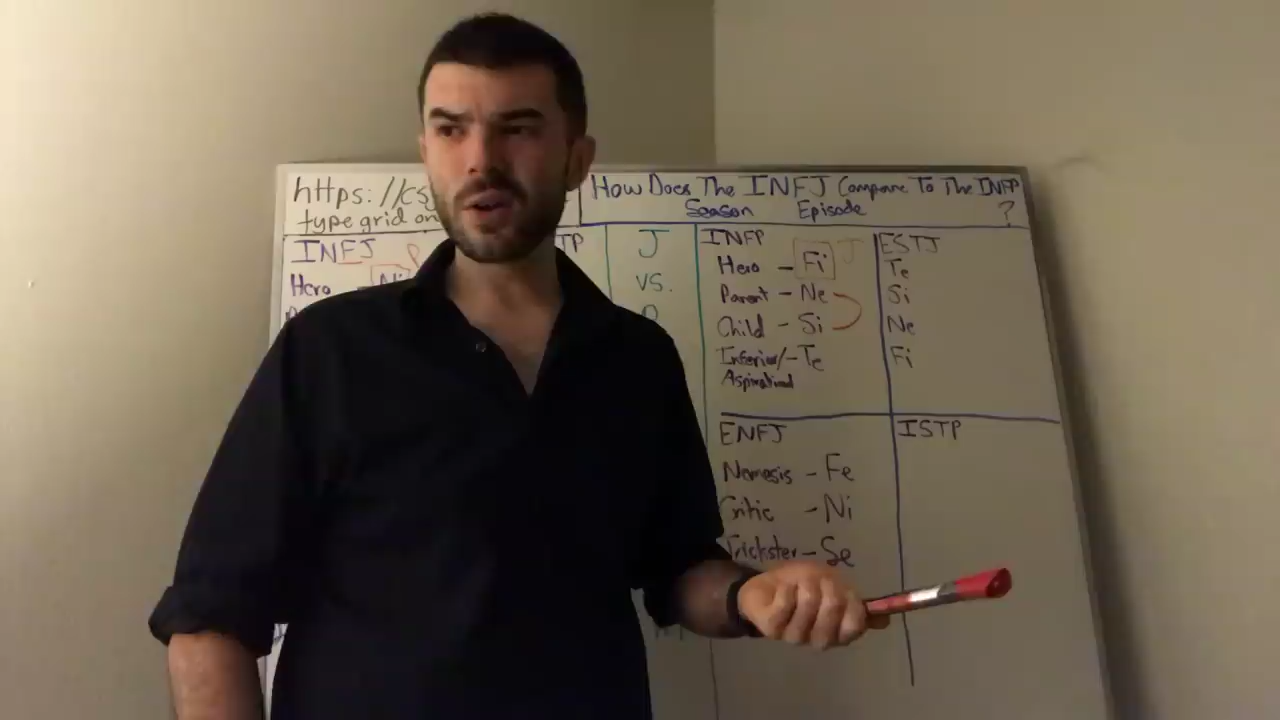 https://cs
type grid on
How Does The INFJ Compare To The INFP
Season Episode ?
INFJ P
Hero - Ni
TP
J
vs.
P
INFP
Hero - Fi J
Parent - Ne
Child - Si
Inferior/ - Te
Aspirational
ESTJ
Te
Si
Ne
Fi
ENFJ
Nemesis - Fe
Critic - Ni
Trickster - Se
ISTP